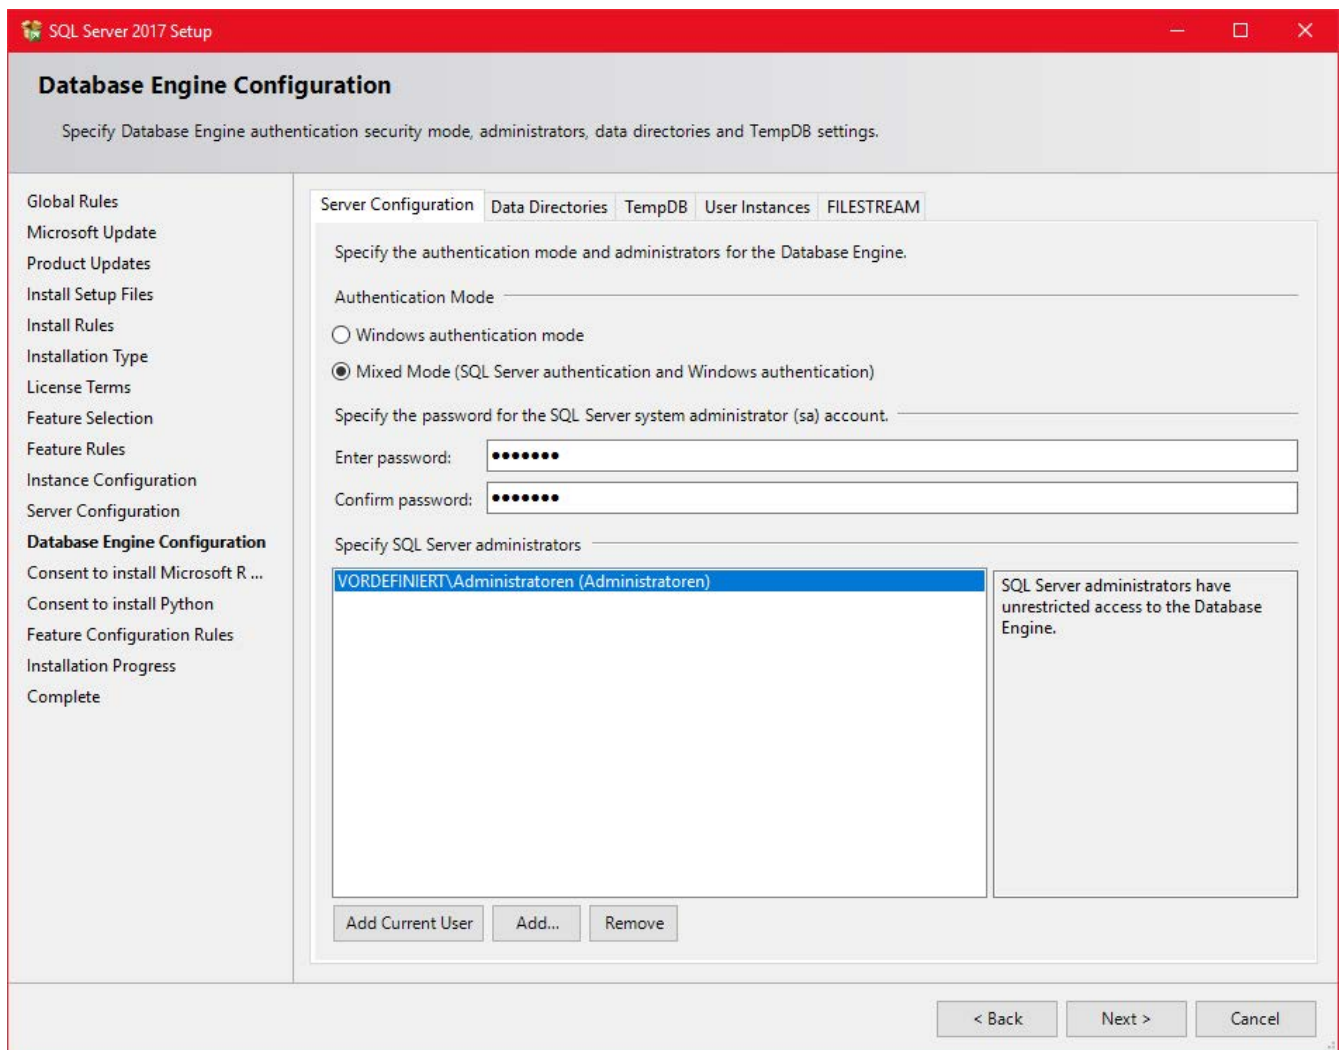 SQL Server 2017 Setup
Database Engine Configuration
Specify Database Engine authentication security mode, administrators, data directories and TempDB settings.
Global Rules
Microsoft Update
Product Updates
Install Setup Files
Install Rules
Installation Type
License Terms
Feature Selection
Feature Rules
Instance Configuration
Server Configuration
Database Engine Configuration
Consent to install Microsoft R ...
Consent to install Python
Feature Configuration Rules
Installation Progress
Complete
Server Configuration Data Directories TempDB User Instances FILESTREAM
Specify the authentication mode and administrators for the Database Engine.
Authentication Mode
Windows authentication mode
Mixed Mode (SQL Server authentication and Windows authentication)
Specify the password for the SQL Server system administrator (sa) account.
Enter password: •••••••
Confirm password: •••••••
Specify SQL Server administrators
VORDEFINIERT\Administratoren (Administratoren)
SQL Server administrators have
unrestricted access to the Database
Engine.
Add Current User Add... Remove
< Back Next > Cancel